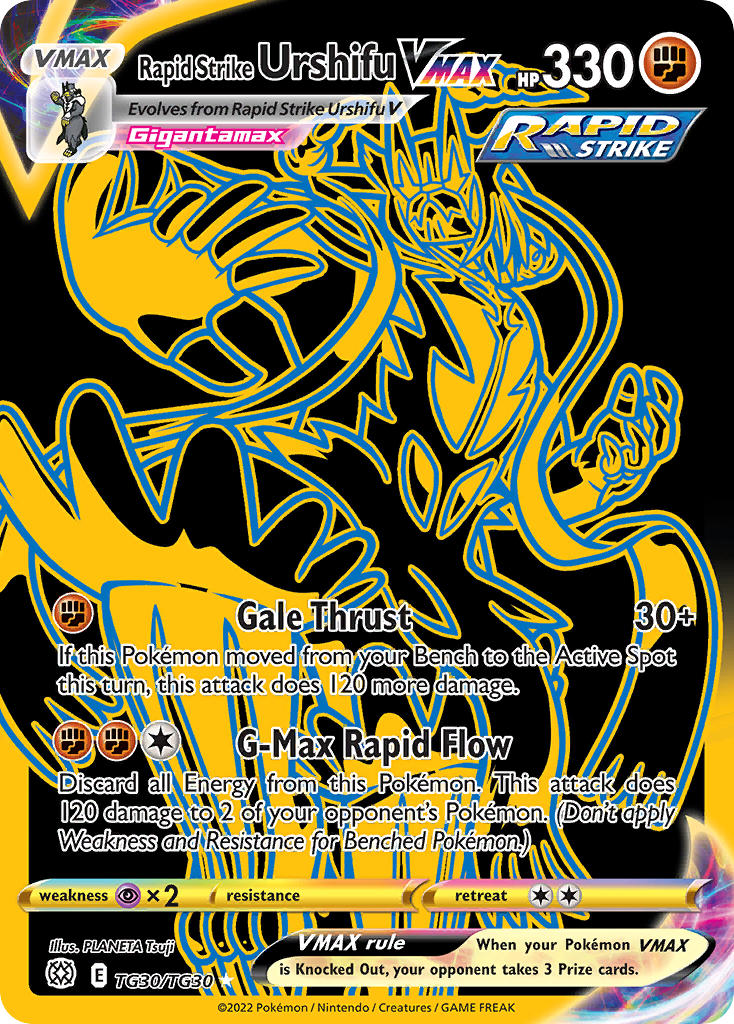 VMAX
Rapid Strike Urshifu VMAX HP 330
Evolves from Rapid Strike Urshifu V
Gigantamax
RAPID STRIKE
Gale Thrust 30+
If this Pokémon moved from your Bench to the Active Spot
this turn, this attack does 120 more damage.
G-Max Rapid Flow
Discard all Energy from this Pokémon. This attack does
120 damage to 2 of your opponent's Pokémon. (Don't apply
Weakness and Resistance for Benched Pokémon.)
weakness ×2 resistance retreat
Illus. PLANETA Tsuji
VMAX rule When your Pokémon VMAX
is Knocked Out, your opponent takes 3 Prize cards.
E TG30/TG30
©2022 Pokémon / Nintendo / Creatures / GAME FREAK